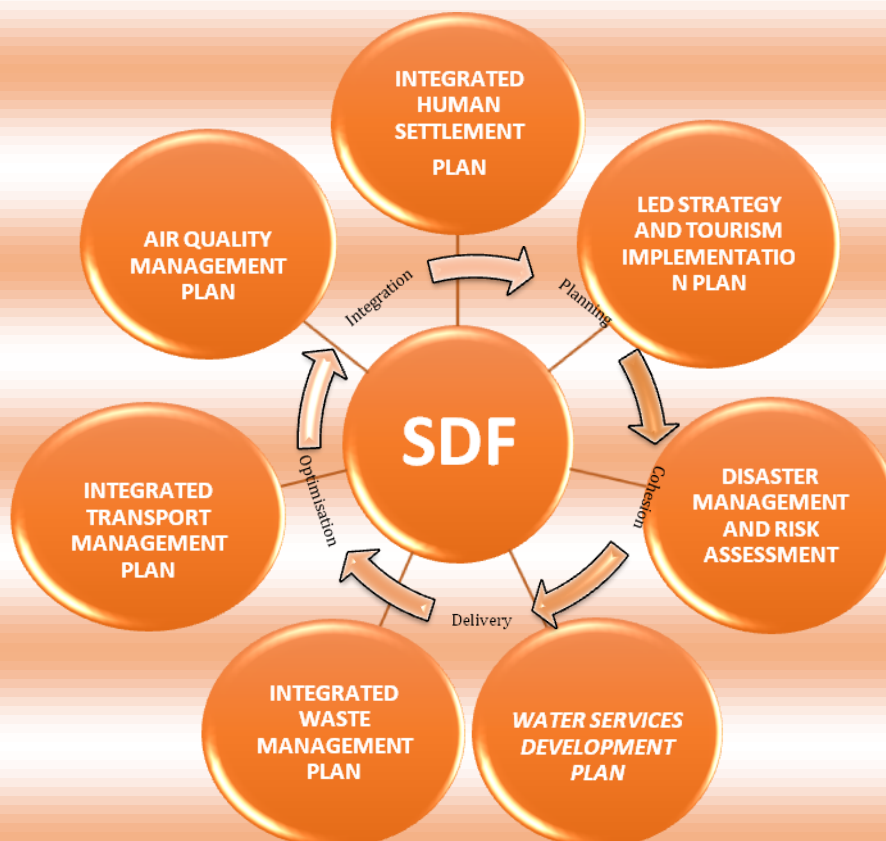 INTEGRATED
HUMAN
SETTLEMENT
PLAN
LED STRATEGY
AND TOURISM
IMPLEMENTATIO
N PLAN
AIR QUALITY
MANAGEMENT
PLAN
Integration
Planning
SDF
DISASTER
MANAGEMENT
AND RISK
ASSESSMENT
Cohesion
INTEGRATED
TRANSPORT
MANAGEMENT
PLAN
Optimisation
Delivery
INTEGRATED
WASTE
MANAGEMENT
PLAN
WATER SERVICES
DEVELOPMENT
PLAN